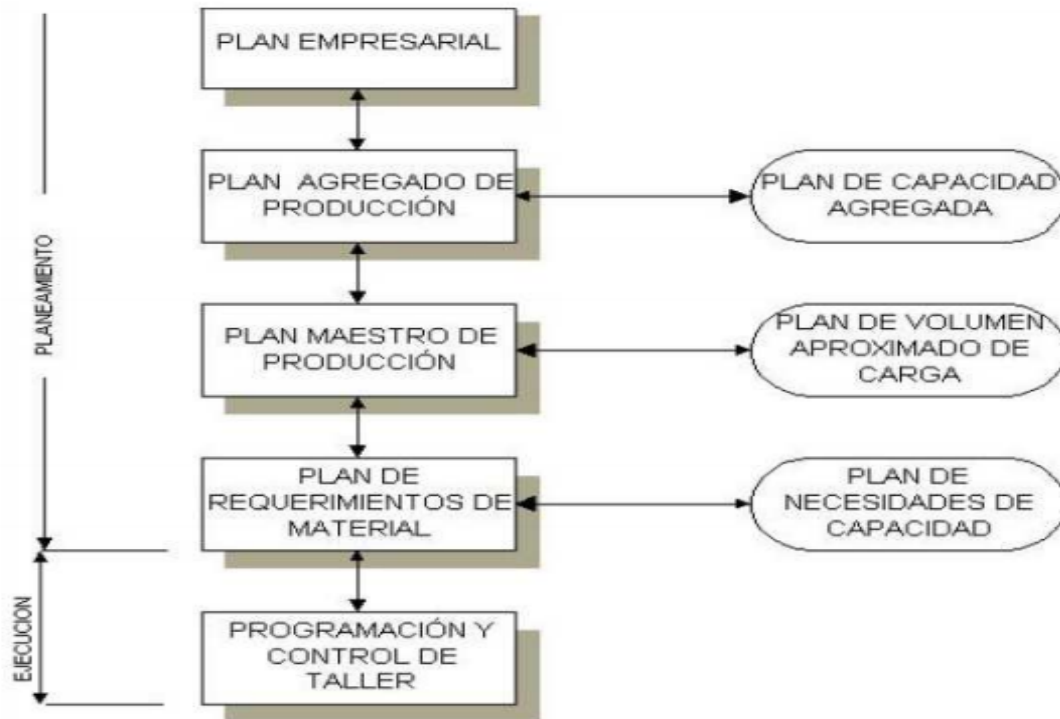 PLAN EMPRESARIAL
PLAN AGREGADO DE
PRODUCCIÓN
PLAN DE CAPACIDAD
AGREGADA
PLANEAMIENTO
PLAN MAESTRO DE
PRODUCCIÓN
PLAN DE VOLUMEN
APROXIMADO DE
CARGA
PLAN DE
REQUERIMIENTOS DE
MATERIAL
PLAN DE
NECESIDADES DE
CAPACIDAD
EJECUCION
PROGRAMACIÓN Y
CONTROL DE
TALLER